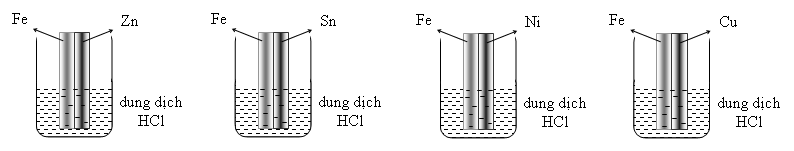 Fe Zn
dung dịch
HCl
Fe Sn
dung dịch
HCl
Fe Ni
dung dịch
HCl
Fe Cu
dung dịch
HCl